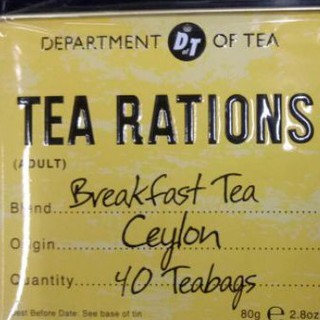 DEPARTMENT DT OF TEA
TEA RATIONS
(ADULT)
Blend....Breakfast Tea
Origin....Ceylon
Quantity....40 Teabags
Best Before Date: See base of tin 80g e 2.8oz